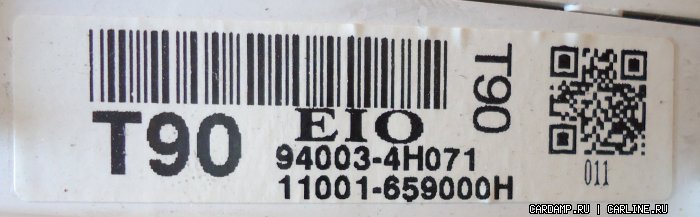 EIO
T90
94003-4H071
11001-659000H
T90
011
CARDAMP.RU | CARLINE.RU